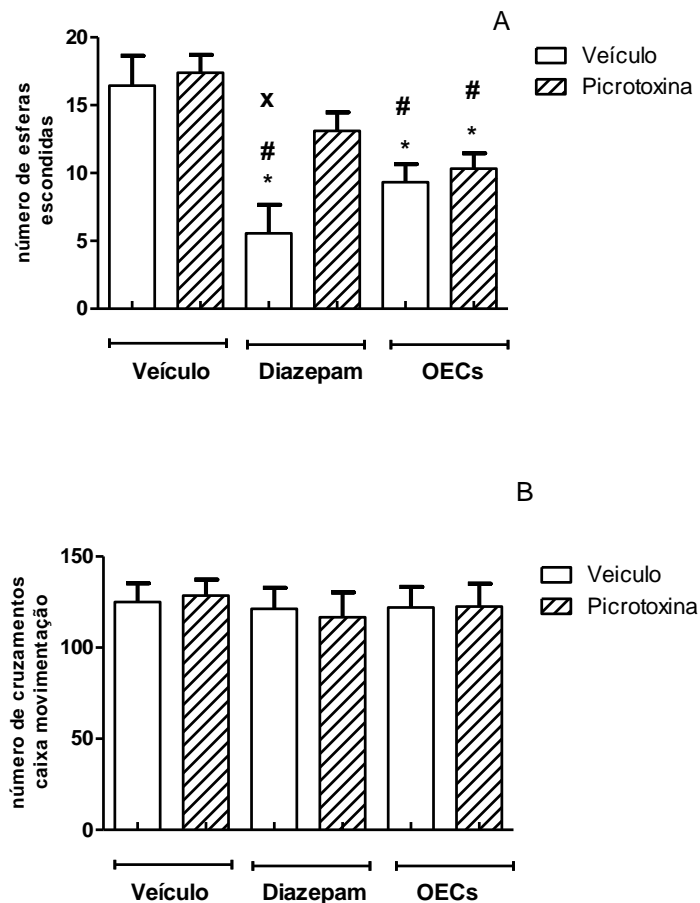 A
Veículo
Picrotoxina
número de esferas
escondidas
20
15
10
5
0
x
#
*
#
*
#
*
Veículo Diazepam OECs
B
Veiculo
Picrotoxina
número de cruzamentos
caixa movimentação
150
100
50
0
Veículo Diazepam OECs